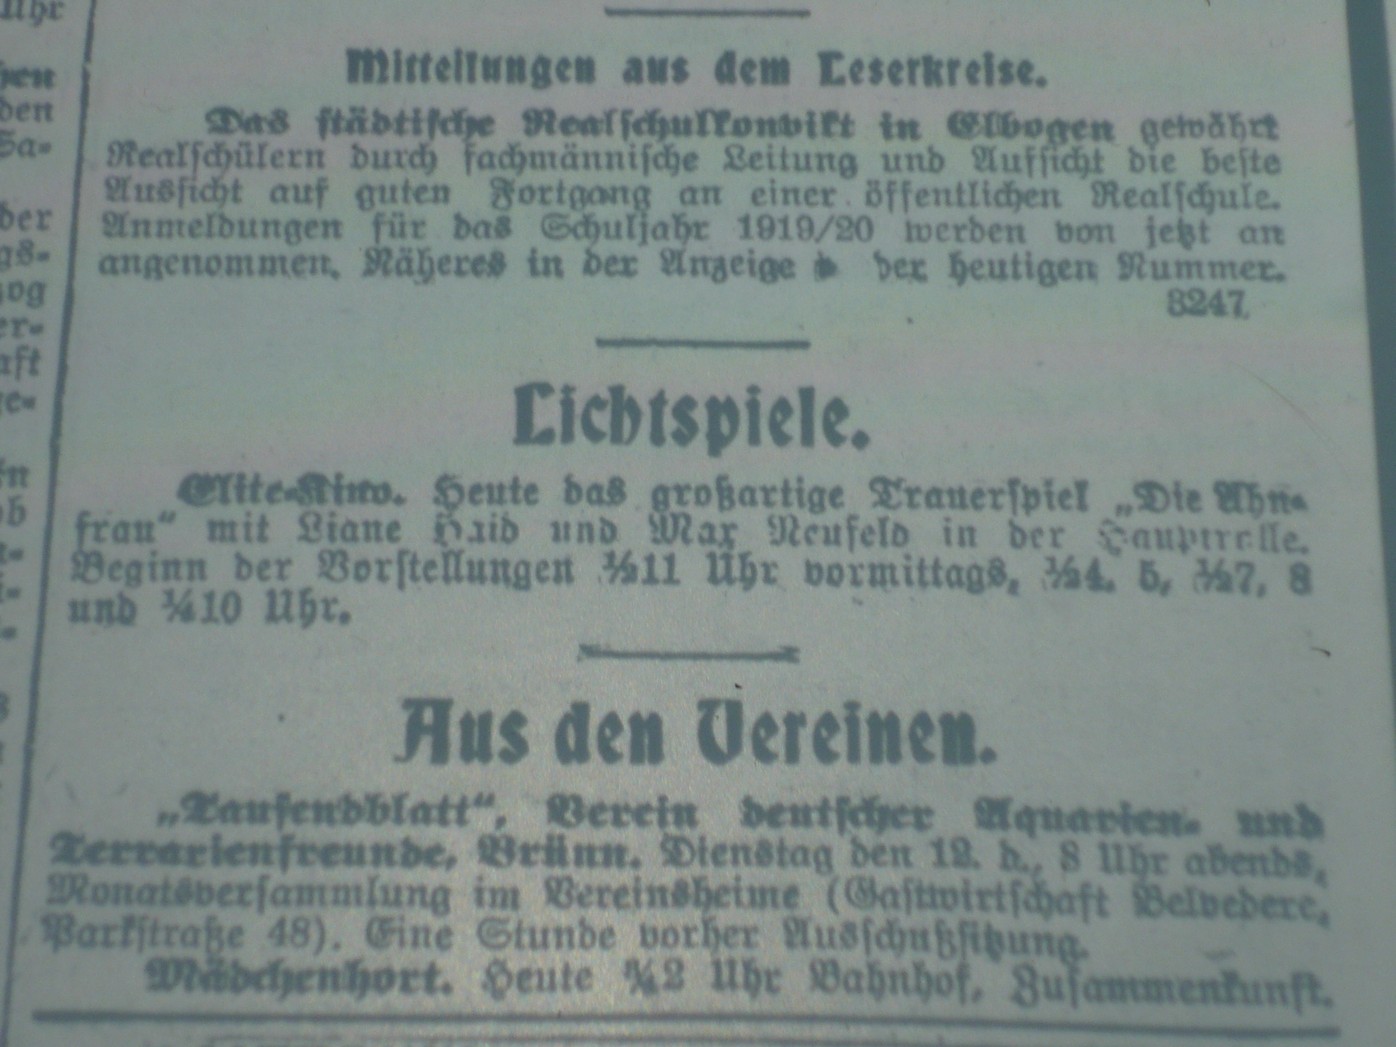 Uhr
Mitteilungen aus dem Leserkreise.
Das städtische Realschulkonvikt in Elbogen gewährt
Realschülern durch fachmännische Leitung und Aufsicht die beste
Aussicht auf guten Fortgang an einer öffentlichen Realschule.
Anmeldungen für das Schuljahr 1919/20 werden von jetzt an
angenommen. Näheres in der Anzeige der heutigen Nummer.
3247
Lichtspiele.
Elite-Kino. Heute das großartige Trauerspiel „Die Ahn-
frau“ mit Liane Haid und Max Neufeld in der Hauptrolle.
Beginn der Vorstellungen ½11 Uhr vormittags, ½4, 5, ½7, 8
und ¼10 Uhr.
Aus den Vereinen.
„Tausendblatt“, Verein deutscher Aquarien- und
Terrarienfreunde, Brünn. Dienstag den 12. d., 8 Uhr abends,
Monatsversammlung im Vereinsheime (Gastwirtschaft Belvedere,
Parkstraße 48). Eine Stunde vorher Ausschußsitzung.
Mädchenhort. Heute Uhr Bahnhof, Zusammenkunft.